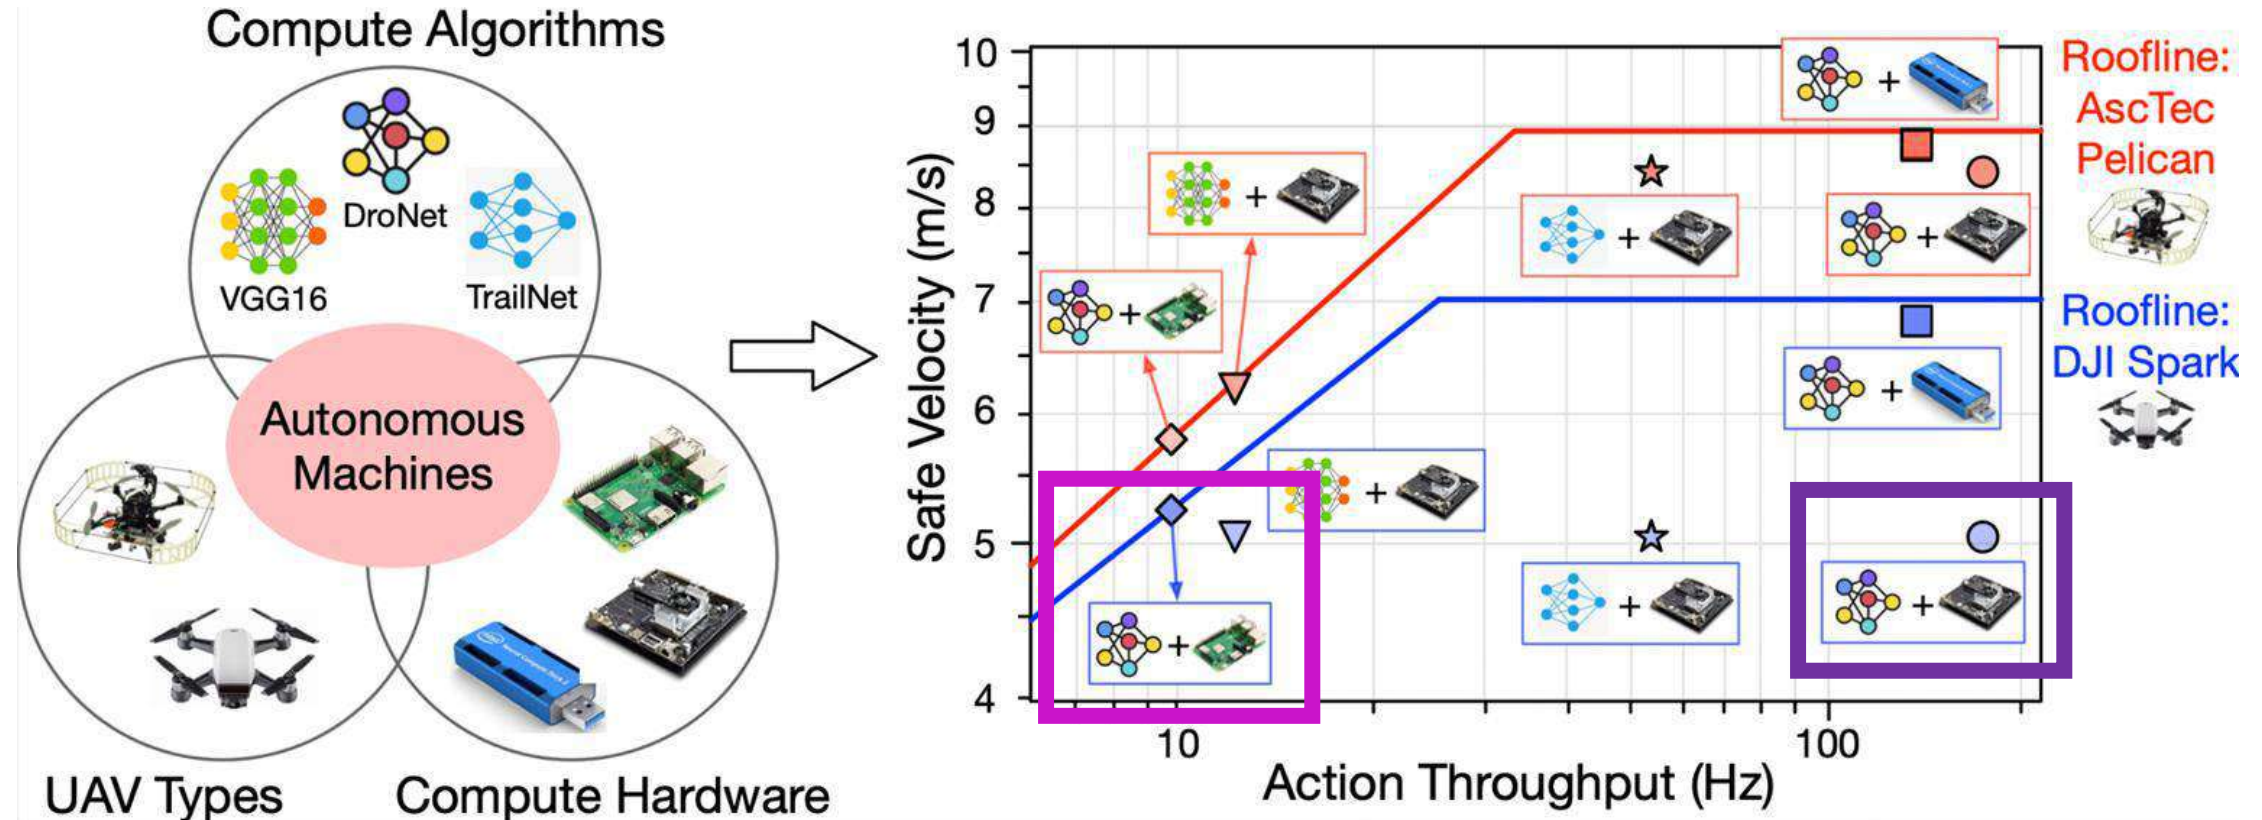 Compute Algorithms
DroNet
VGG16
TrailNet
Autonomous
Machines
UAV Types
Compute Hardware
Safe Velocity (m/s)
10
9
8
7
6
5
4
+
+
+
+
+
+
+
+
+
+
10
100
Action Throughput (Hz)
Roofline:
AscTec
Pelican
Roofline:
DJI Spark